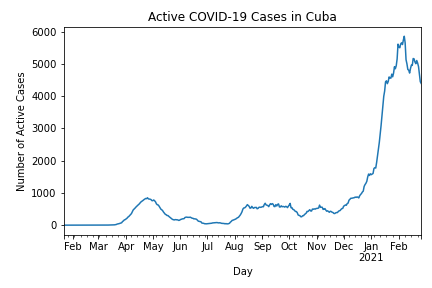 Active COVID-19 Cases in Cuba
Number of Active Cases
6000
5000
4000
3000
2000
1000
0
Feb Mar Apr May Jun Jul Aug Sep Oct Nov Dec Jan Feb
2021
Day